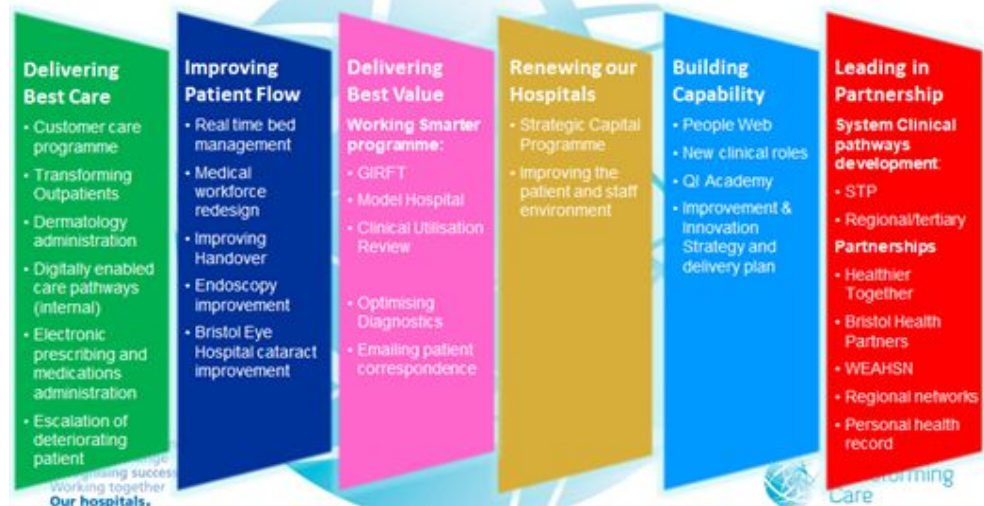 Delivering
Best Care
• Customer care
programme
• Transforming
Outpatients
• Dermatology
administration
• Digitally enabled
care pathways
(internal)
• Electronic
prescribing and
medications
administration
• Escalation of
deteriorating
patient
Improving
Patient Flow
• Real time bed
management
• Medical
workforce
redesign
• Improving
Handover
• Endoscopy
improvement
• Bristol Eye
Hospital cataract
improvement
Delivering
Best Value
Working Smarter
programme:
• GIRFT
• Model Hospital
• Clinical Utilisation
Review
• Optimising
Diagnostics
• Emailing patient
correspondence
Renewing our
Hospitals
• Strategic Capital
Programme
• Improving the
patient and staff
environment
Building
Capability
• People Web
• New clinical roles
• QI Academy
• Improvement &
Innovation
Strategy and
delivery plan
Leading in
Partnership
System Clinical
pathways
development:
• STP
• Regional/tertiary
Partnerships
• Healthier
Together
• Bristol Health
Partners
• WEAHSN
• Regional networks
• Personal health
record
success
Working together
Our hospitals.
Care